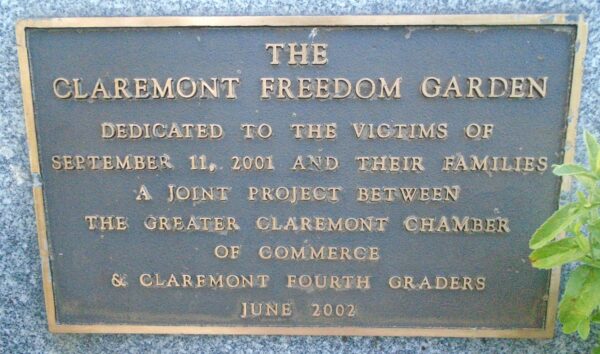 THE
CLAREMONT FREEDOM GARDEN
DEDICATED TO THE VICTIMS OF
SEPTEMBER 11, 2001 AND THEIR FAMILIES
A JOINT PROJECT BETWEEN
THE GREATER CLAREMONT CHAMBER
OF COMMERCE
& CLAREMONT FOURTH GRADERS
JUNE 2002